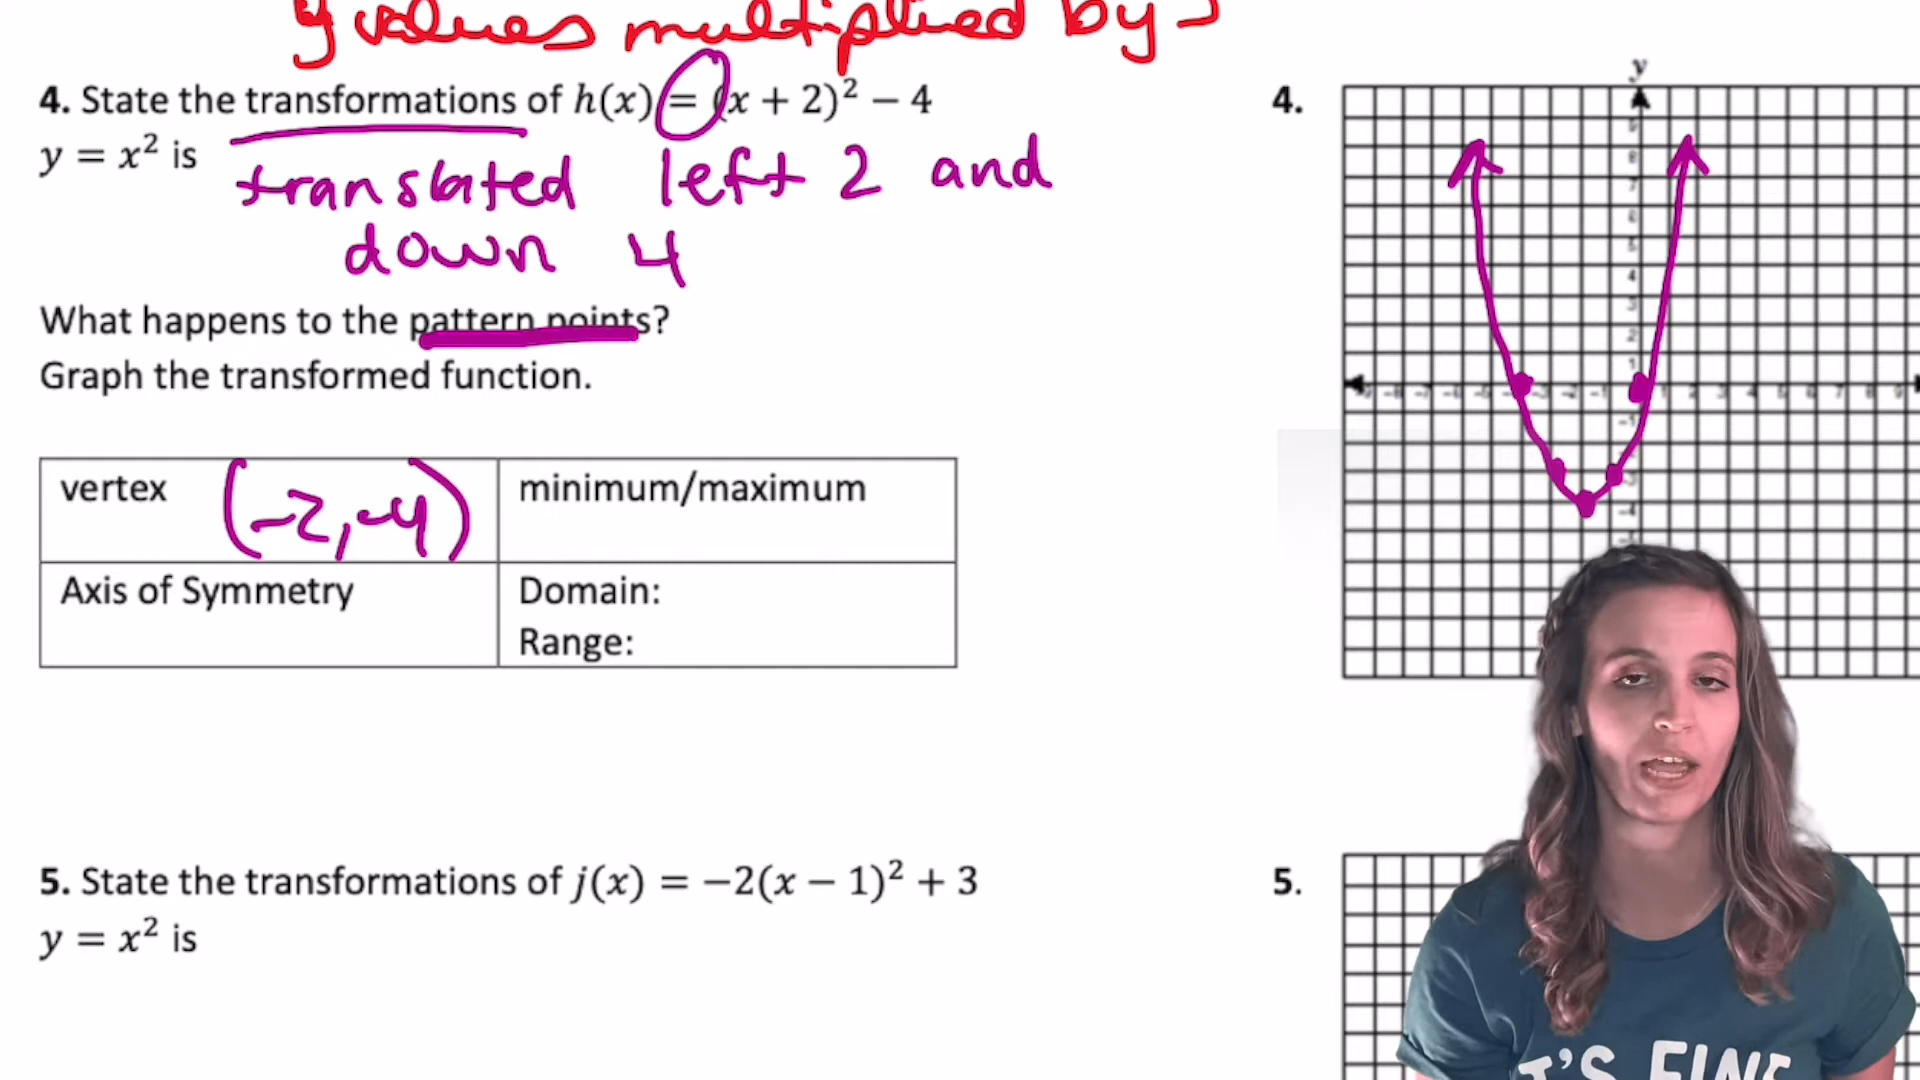 y values multiplied by
4. State the transformations of h(x) = (x + 2)² − 4
y = x² is
translated left 2 and
down 4
What happens to the pattern points?
Graph the transformed function.
vertex (-2,-4)
minimum/maximum
Axis of Symmetry
Domain:
Range:
5. State the transformations of j(x) = −2(x − 1)² + 3
y = x² is
4.
y
5.
IT'S FINE